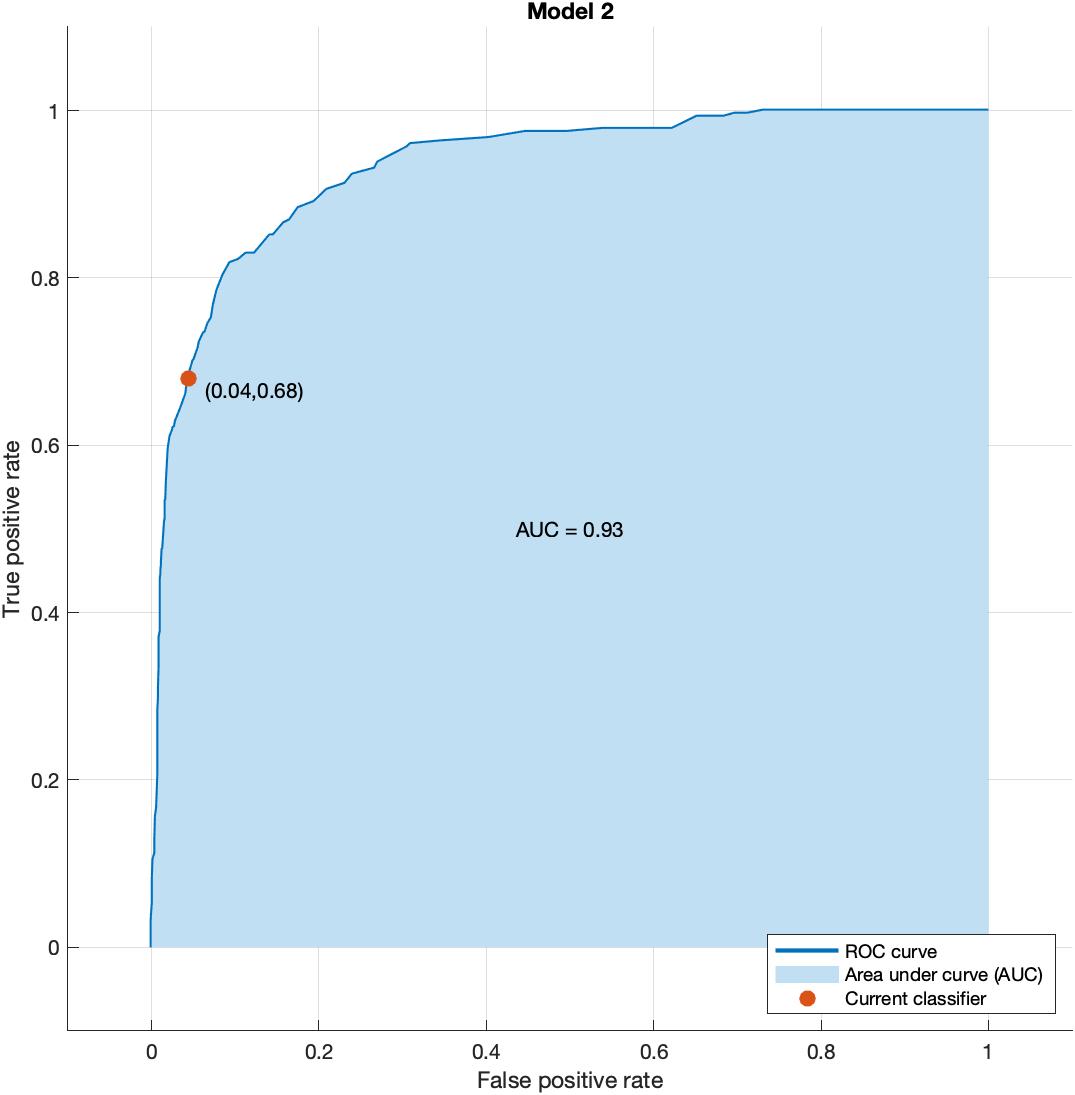 Model 2
1
0.8
0.6
0.4
0.2
0
True positive rate
(0.04,0.68)
AUC = 0.93
ROC curve
Area under curve (AUC)
Current classifier
0 0.2 0.4 0.6 0.8 1
False positive rate